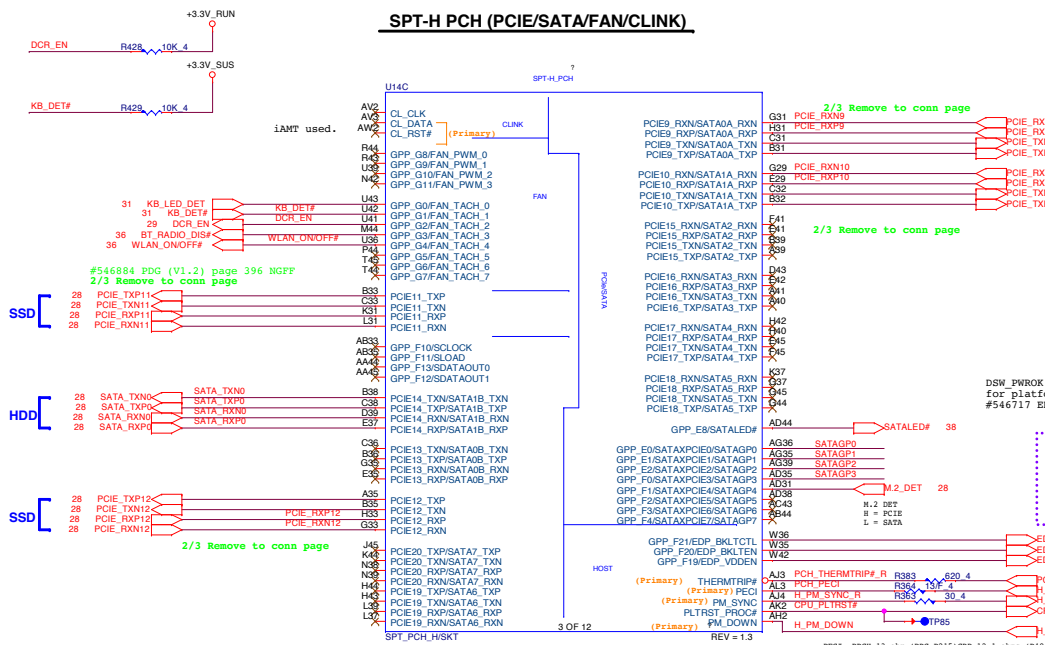 SPT-H PCH (PCIE/SATA/FAN/CLINK)
+3.3V_RUN
DCR_EN R428 10K_4
+3.3V_SUS
KB_DET# R429 10K_4
?
SPT-H_PCH
U14C
iAMT used.
AV2 CL_CLK
AV3 CL_DATA
AW2 CL_RST# (Primary)
CLINK
R44 GPP_G8/FAN_PWM_0
R43 GPP_G9/FAN_PWM_1
U39 GPP_G10/FAN_PWM_2
N42 GPP_G11/FAN_PWM_3
FAN
31 KB_LED_DET U43 GPP_G0/FAN_TACH_0
31 KB_DET# KB_DET# U42 GPP_G1/FAN_TACH_1
29 DCR_EN DCR_EN U41 GPP_G2/FAN_TACH_2
36 BT_RADIO_DIS# M44 GPP_G3/FAN_TACH_3
36 WLAN_ON/OFF# WLAN_ON/OFF# U36 GPP_G4/FAN_TACH_4
P44 GPP_G5/FAN_TACH_5
T45 GPP_G6/FAN_TACH_6
T44 GPP_G7/FAN_TACH_7
#546884 PDG (V1.2) page 396 NGFF
2/3 Remove to conn page
SSD
28 PCIE_TXP11 B33 PCIE11_TXP
28 PCIE_TXN11 C33 PCIE11_TXN
28 PCIE_RXP11 K31 PCIE11_RXP
28 PCIE_RXN11 L31 PCIE11_RXN
AB33 GPP_F10/SCLOCK
AB35 GPP_F11/SLOAD
AA44 GPP_F13/SDATAOUT0
AA45 GPP_F12/SDATAOUT1
HDD
28 SATA_TXN0 SATA_TXN0 B38 PCIE14_TXN/SATA1B_TXN
28 SATA_TXP0 SATA_TXP0 C38 PCIE14_TXP/SATA1B_TXP
28 SATA_RXN0 SATA_RXN0 D39 PCIE14_RXN/SATA1B_RXN
28 SATA_RXP0 SATA_RXP0 E37 PCIE14_RXP/SATA1B_RXP
C36 PCIE13_TXN/SATA0B_TXN
B36 PCIE13_TXP/SATA0B_TXP
G35 PCIE13_RXN/SATA0B_RXN
E35 PCIE13_RXP/SATA0B_RXP
SSD
28 PCIE_TXP12 A35 PCIE12_TXP
28 PCIE_TXN12 B35 PCIE12_TXN
28 PCIE_RXP12 PCIE_RXP12 H33 PCIE12_RXP
28 PCIE_RXN12 PCIE_RXN12 G33 PCIE12_RXN
2/3 Remove to conn page
J45 PCIE20_TXP/SATA7_TXP
K44 PCIE20_TXN/SATA7_TXN
N38 PCIE20_RXP/SATA7_RXP
N39 PCIE20_RXN/SATA7_RXN
H44 PCIE19_TXP/SATA6_TXP
H43 PCIE19_TXN/SATA6_TXN
L39 PCIE19_RXP/SATA6_RXP
L37 PCIE19_RXN/SATA6_RXN
SPT_PCH_H/SKT
PCIe/SATA
HOST
3 OF 12
REV = 1.3
2/3 Remove to conn page
PCIE9_RXN/SATA0A_RXN G31 PCIE_RXN9 PCIE_RX
PCIE9_RXP/SATA0A_RXP H31 PCIE_RXP9 PCIE_RX
PCIE9_TXN/SATA0A_TXN C31 PCIE_TX
PCIE9_TXP/SATA0A_TXP B31 PCIE_TX
PCIE10_RXN/SATA1A_RXN G29 PCIE_RXN10 PCIE_RX
PCIE10_RXP/SATA1A_RXP E29 PCIE_RXP10 PCIE_RX
PCIE10_TXN/SATA1A_TXN C32 PCIE_TX
PCIE10_TXP/SATA1A_TXP B32 PCIE_TX
2/3 Remove to conn page
PCIE15_RXN/SATA2_RXN F41
PCIE15_RXP/SATA2_RXP E41
PCIE15_TXN/SATA2_TXN B39
PCIE15_TXP/SATA2_TXP A39
PCIE16_RXN/SATA3_RXN D43
PCIE16_RXP/SATA3_RXP E42
PCIE16_TXN/SATA3_TXN A41
PCIE16_TXP/SATA3_TXP A40
PCIE17_RXN/SATA4_RXN H42
PCIE17_RXP/SATA4_RXP H40
PCIE17_TXN/SATA4_TXN E45
PCIE17_TXP/SATA4_TXP F45
PCIE18_RXN/SATA5_RXN K37
PCIE18_RXP/SATA5_RXP G37
PCIE18_TXN/SATA5_TXN G45
PCIE18_TXP/SATA5_TXP G44
DSW_PWROK
for platf
#546717 E
GPP_E8/SATALED# AD44 SATALED# 38
GPP_E0/SATAXPCIE0/SATAGP0 AG36 SATAGP0
GPP_E1/SATAXPCIE1/SATAGP1 AG35 SATAGP1
GPP_E2/SATAXPCIE2/SATAGP2 AG39 SATAGP2
GPP_F0/SATAXPCIE3/SATAGP3 AD35 SATAGP3
GPP_F1/SATAXPCIE4/SATAGP4 AD31 M.2_DET 28
GPP_F2/SATAXPCIE5/SATAGP5 AD38
GPP_F3/SATAXPCIE6/SATAGP6 AC43
GPP_F4/SATAXPCIE7/SATAGP7 AB44
M.2 DET
H = PCIE
L = SATA
GPP_F21/EDP_BKLTCTL W36
GPP_F20/EDP_BKLTEN W35
GPP_F19/EDP_VDDEN W42
(Primary) THERMTRIP# AJ3 PCH_THERMTRIP#_R R383 620_4
(Primary) PECI AL3 PCH_PECI R364 13/F_4
(Primary) PM_SYNC AJ4 H_PM_SYNC_R R363 30_4
PLTRST_PROC# AK2 CPU_PLTRST#
(Primary) PM_DOWN AH2 H_PM_DOWN
TP85